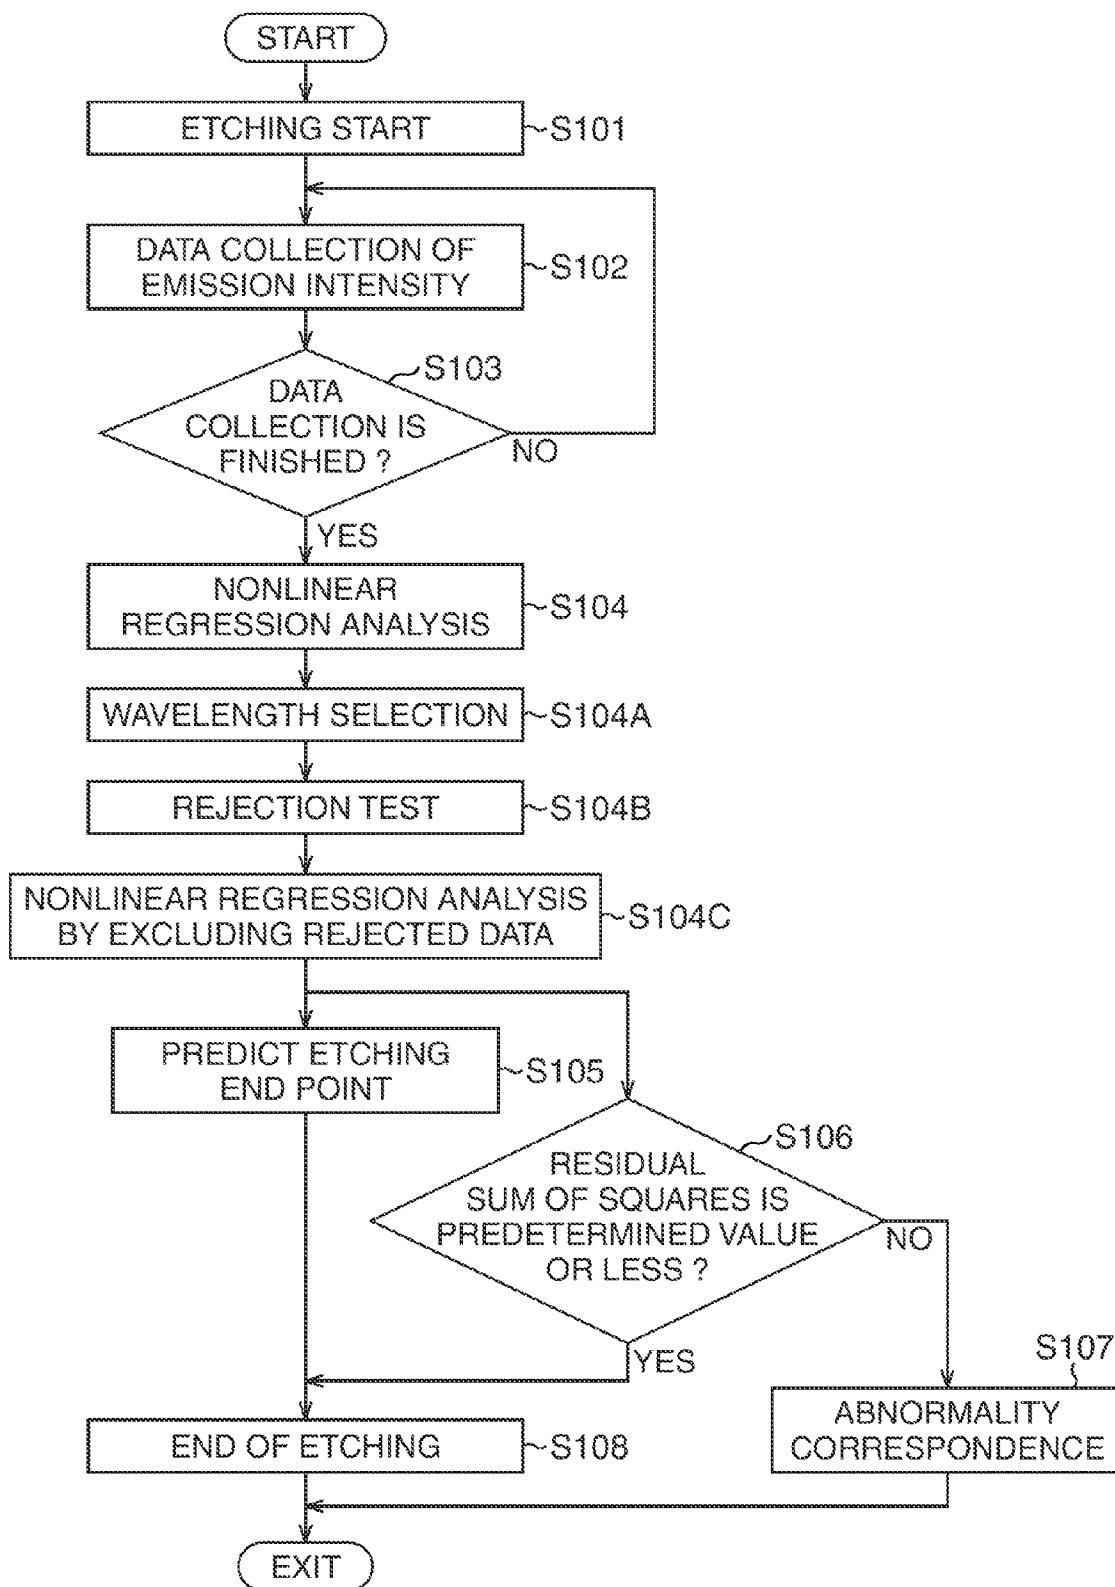 START
ETCHING START
S101
DATA COLLECTION OF
EMISSION INTENSITY
S102
S103
DATA
COLLECTION IS
FINISHED ?
NO
YES
NONLINEAR
REGRESSION ANALYSIS
S104
WAVELENGTH SELECTION
S104A
REJECTION TEST
S104B
NONLINEAR REGRESSION ANALYSIS
BY EXCLUDING REJECTED DATA
S104C
PREDICT ETCHING
END POINT
S105
S106
RESIDUAL
SUM OF SQUARES IS
PREDETERMINED VALUE
OR LESS ?
NO
YES
S107
ABNORMALITY
CORRESPONDENCE
END OF ETCHING
S108
EXIT